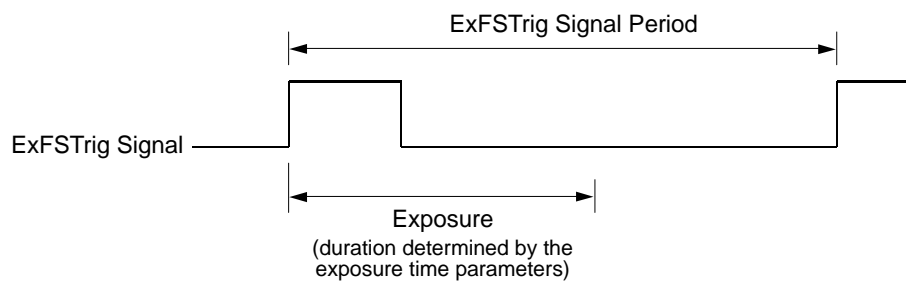 ExFSTrig Signal Period
ExFSTrig Signal
Exposure
(duration determined by the
exposure time parameters)